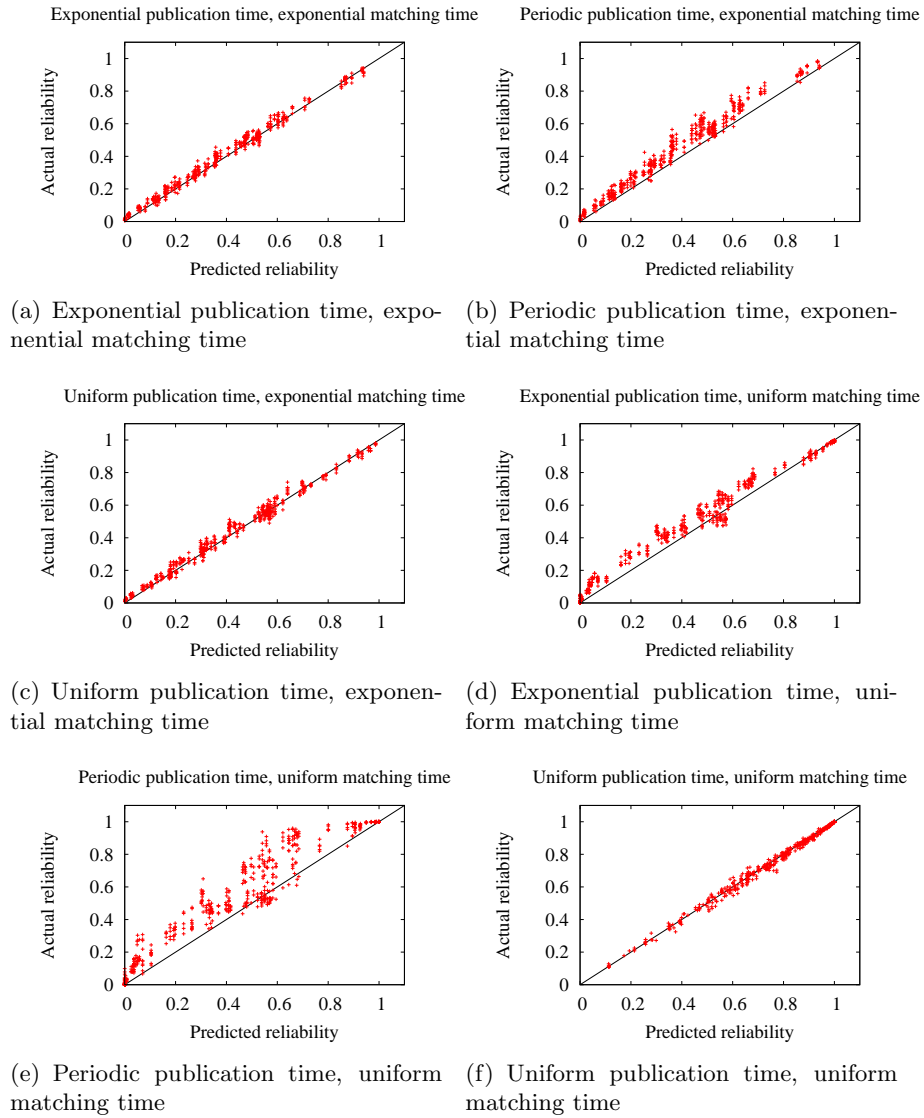 Exponential publication time, exponential matching time
Actual reliability
1
0.8
0.6
0.4
0.2
0
0 0.2 0.4 0.6 0.8 1
Predicted reliability
(a) Exponential publication time, expo-
nential matching time
Periodic publication time, exponential matching time
Actual reliability
1
0.8
0.6
0.4
0.2
0
0 0.2 0.4 0.6 0.8 1
Predicted reliability
(b) Periodic publication time, exponen-
tial matching time
Uniform publication time, exponential matching time
Actual reliability
1
0.8
0.6
0.4
0.2
0
0 0.2 0.4 0.6 0.8 1
Predicted reliability
(c) Uniform publication time, exponen-
tial matching time
Exponential publication time, uniform matching time
Actual reliability
1
0.8
0.6
0.4
0.2
0
0 0.2 0.4 0.6 0.8 1
Predicted reliability
(d) Exponential publication time, uni-
form matching time
Periodic publication time, uniform matching time
Actual reliability
1
0.8
0.6
0.4
0.2
0
0 0.2 0.4 0.6 0.8 1
Predicted reliability
(e) Periodic publication time, uniform
matching time
Uniform publication time, uniform matching time
Actual reliability
1
0.8
0.6
0.4
0.2
0
0 0.2 0.4 0.6 0.8 1
Predicted reliability
(f) Uniform publication time, uniform
matching time